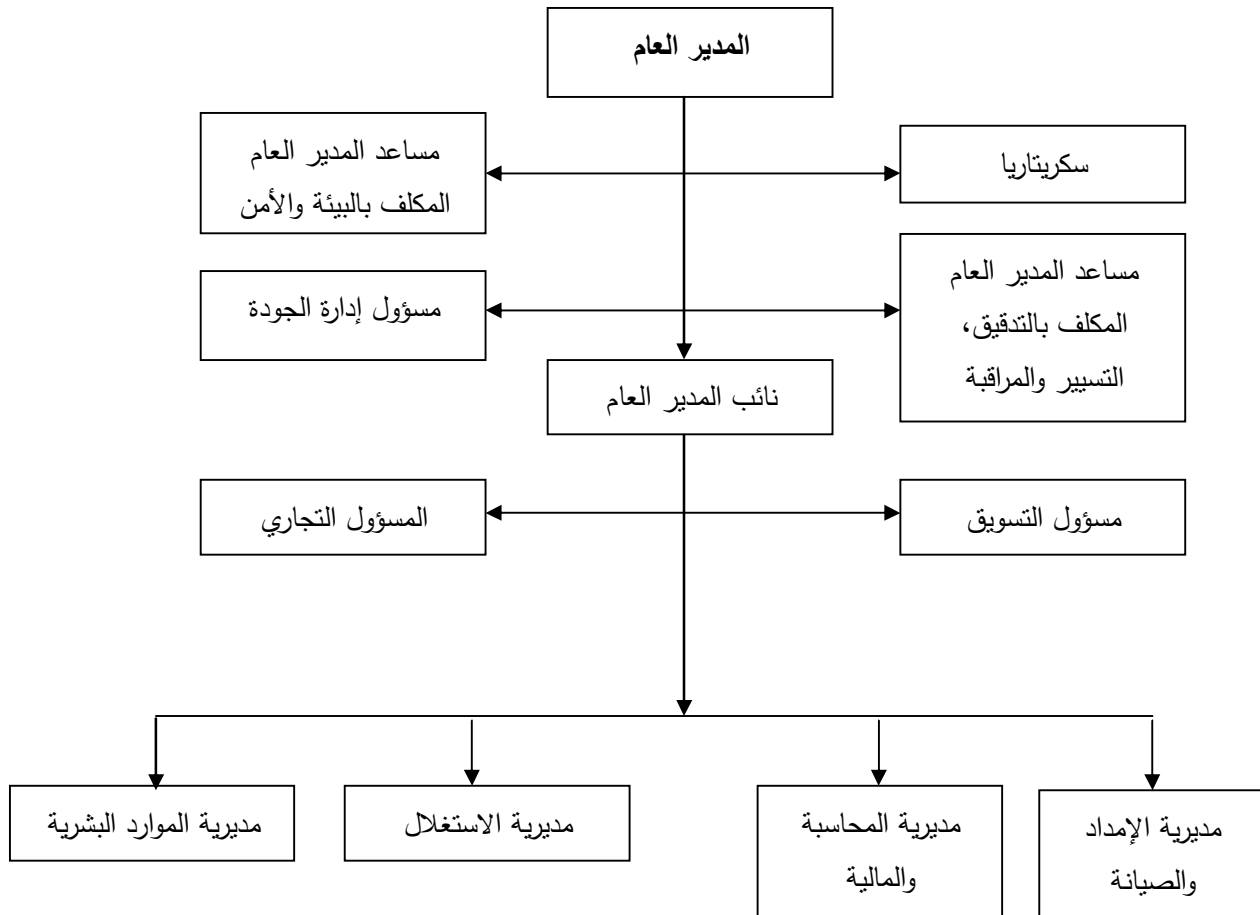 المدير العام
سكريتاريا
مساعد المدير العام
المكلف بالبيئة والأمن
مساعد المدير العام
المكلف بالتدقيق،
التسيير والمراقبة
مسؤول إدارة الجودة
نائب المدير العام
مسؤول التسويق
المسؤول التجاري
مديرية الإمداد
والصيانة
مديرية المحاسبة
والمالية
مديرية الاستغلال
مديرية الموارد البشرية